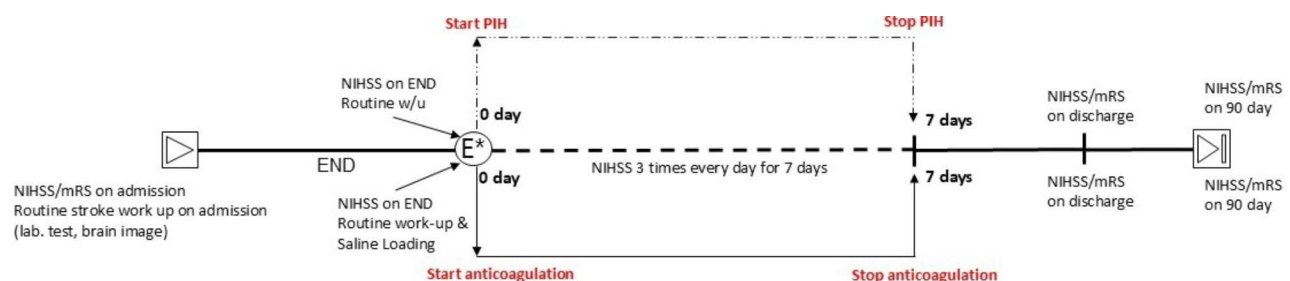 Start PIH
Stop PIH
NIHSS on END
Routine w/u
0 day
7 days
NIHSS/mRS
on discharge
NIHSS/mRS
on 90 day
E*
END
NIHSS 3 times every day for 7 days
NIHSS/mRS on admission
Routine stroke work up on admission
(lab. test, brain image)
0 day
NIHSS on END
Routine work-up &
Saline Loading
7 days
NIHSS/mRS
on discharge
NIHSS/mRS
on 90 day
Start anticoagulation
Stop anticoagulation